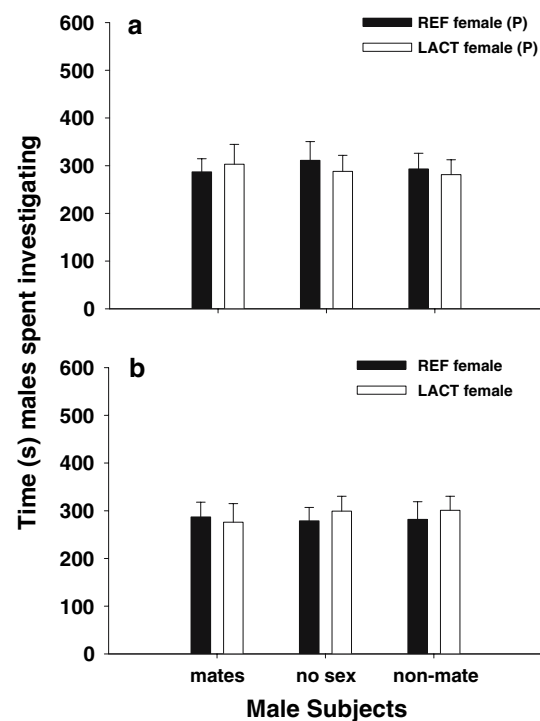 Time (s) males spent investigating
a
REF female (P)
LACT female (P)
600
500
400
300
200
100
0
b
REF female
LACT female
600
500
400
300
200
100
0
mates no sex non-mate
Male Subjects